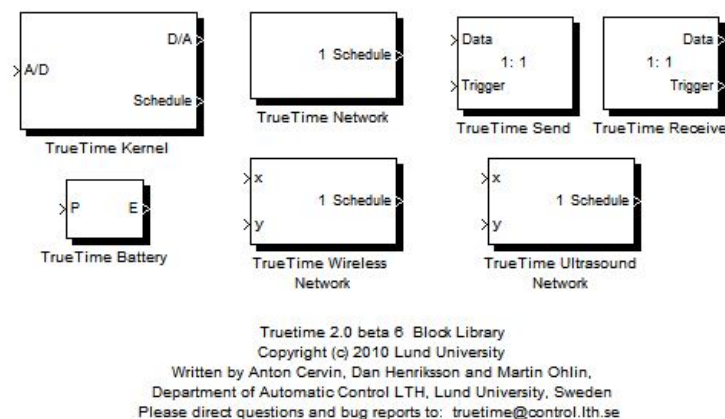 A/D
D/A
Schedule
TrueTime Kernel
1 Schedule
TrueTime Network
Data
1: 1
Trigger
TrueTime Send
Data
1: 1
Trigger
TrueTime Receive
P E
TrueTime Battery
x
1 Schedule
y
TrueTime Wireless
Network
x
1 Schedule
y
TrueTime Ultrasound
Network
Truetime 2.0 beta 6 Block Library
Copyright (c) 2010 Lund University
Written by Anton Cervin, Dan Henriksson and Martin Ohlin,
Department of Automatic Control LTH, Lund University, Sweden
Please direct questions and bug reports to: truetime@control.lth.se